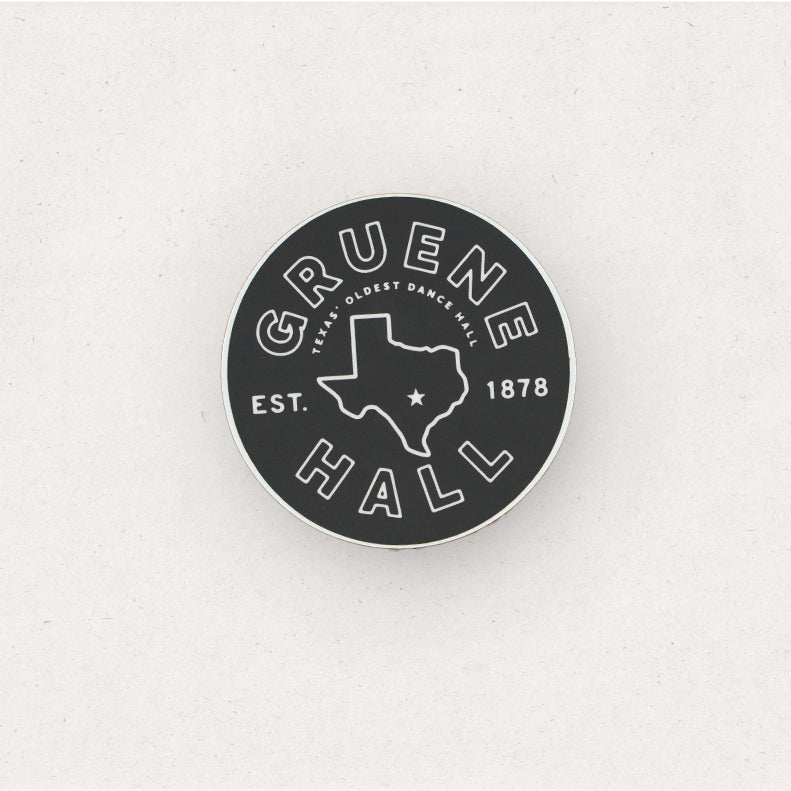 GRUENE
TEXAS' OLDEST DANCE HALL
EST. 1878
HALL